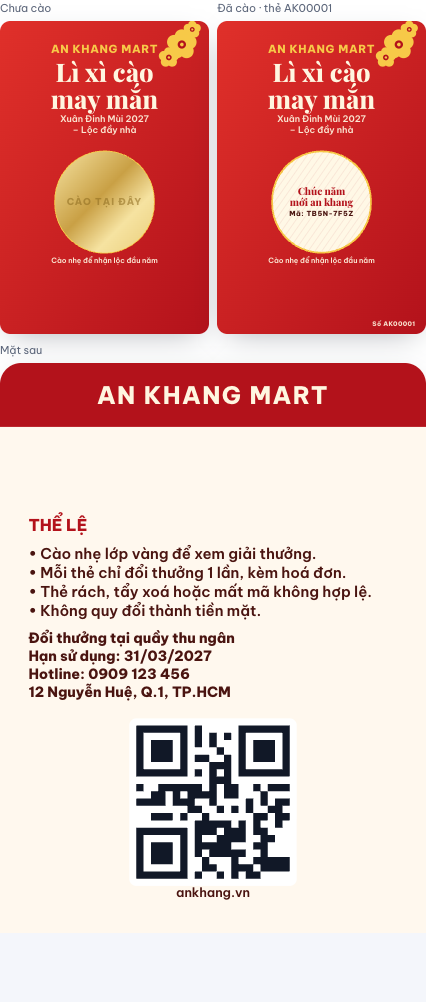 Chưa cào
AN KHANG MART
Lì xì cào
may mắn
Xuân Đinh Mùi 2027
– Lộc đầy nhà
CÀO TẠI ĐÂY
Cào nhẹ để nhận lộc đầu năm
Đã cào · thẻ AK00001
AN KHANG MART
Lì xì cào
may mắn
Xuân Đinh Mùi 2027
– Lộc đầy nhà
Chúc năm
mới an khang
Mã: TB5N-7F5Z
Cào nhẹ để nhận lộc đầu năm
Số AK00001
Mặt sau
AN KHANG MART
THỂ LỆ
• Cào nhẹ lớp vàng để xem giải thưởng.
• Mỗi thẻ chỉ đổi thưởng 1 lần, kèm hoá đơn.
• Thẻ rách, tẩy xoá hoặc mất mã không hợp lệ.
• Không quy đổi thành tiền mặt.
Đổi thưởng tại quầy thu ngân
Hạn sử dụng: 31/03/2027
Hotline: 0909 123 456
12 Nguyễn Huệ, Q.1, TP.HCM
ankhang.vn